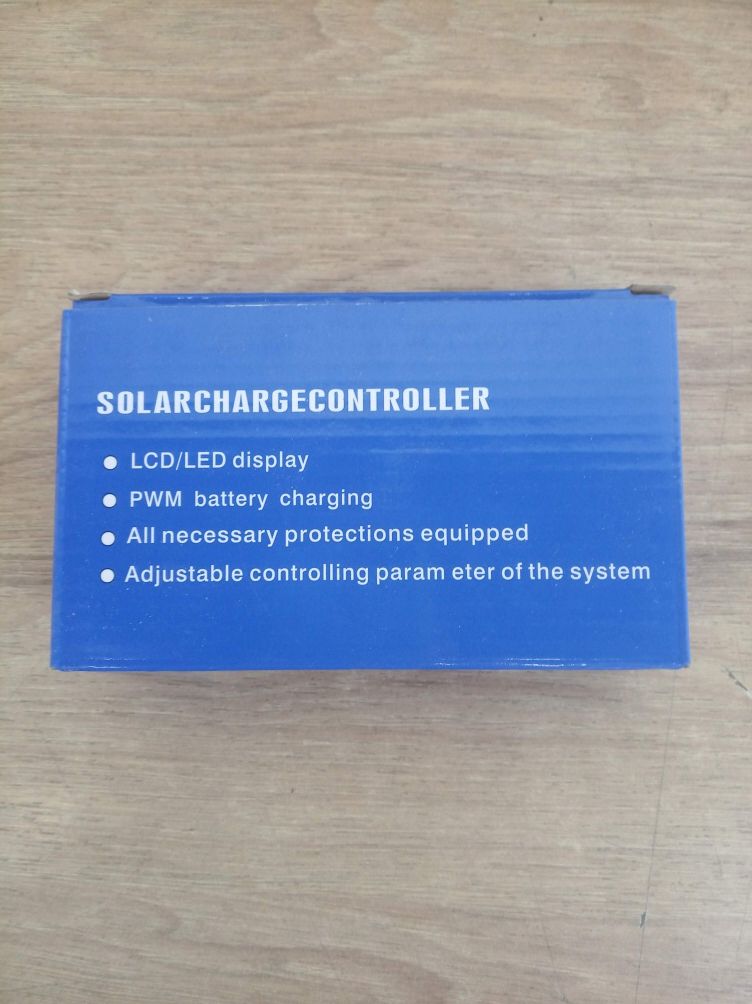 SOLARCHARGECONTROLLER
● LCD/LED display
● PWM battery charging
● All necessary protections equipped
● Adjustable controlling param eter of the system